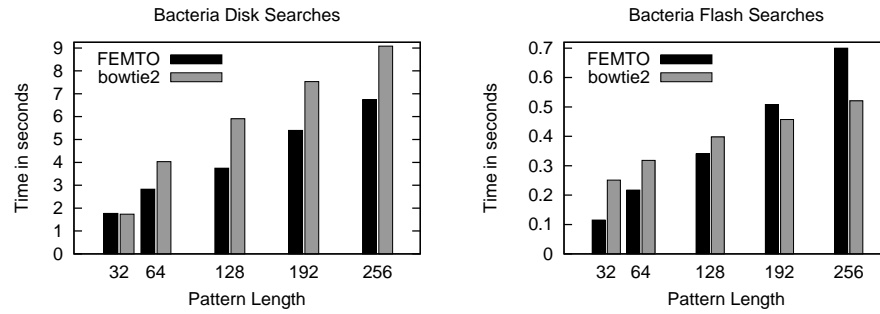 Bacteria Disk Searches
9
8
7
6
5
4
3
2
1
0
FEMTO
bowtie2
Time in seconds
32 64 128 192 256
Pattern Length
Bacteria Flash Searches
0.7
0.6
0.5
0.4
0.3
0.2
0.1
0
FEMTO
bowtie2
Time in seconds
32 64 128 192 256
Pattern Length